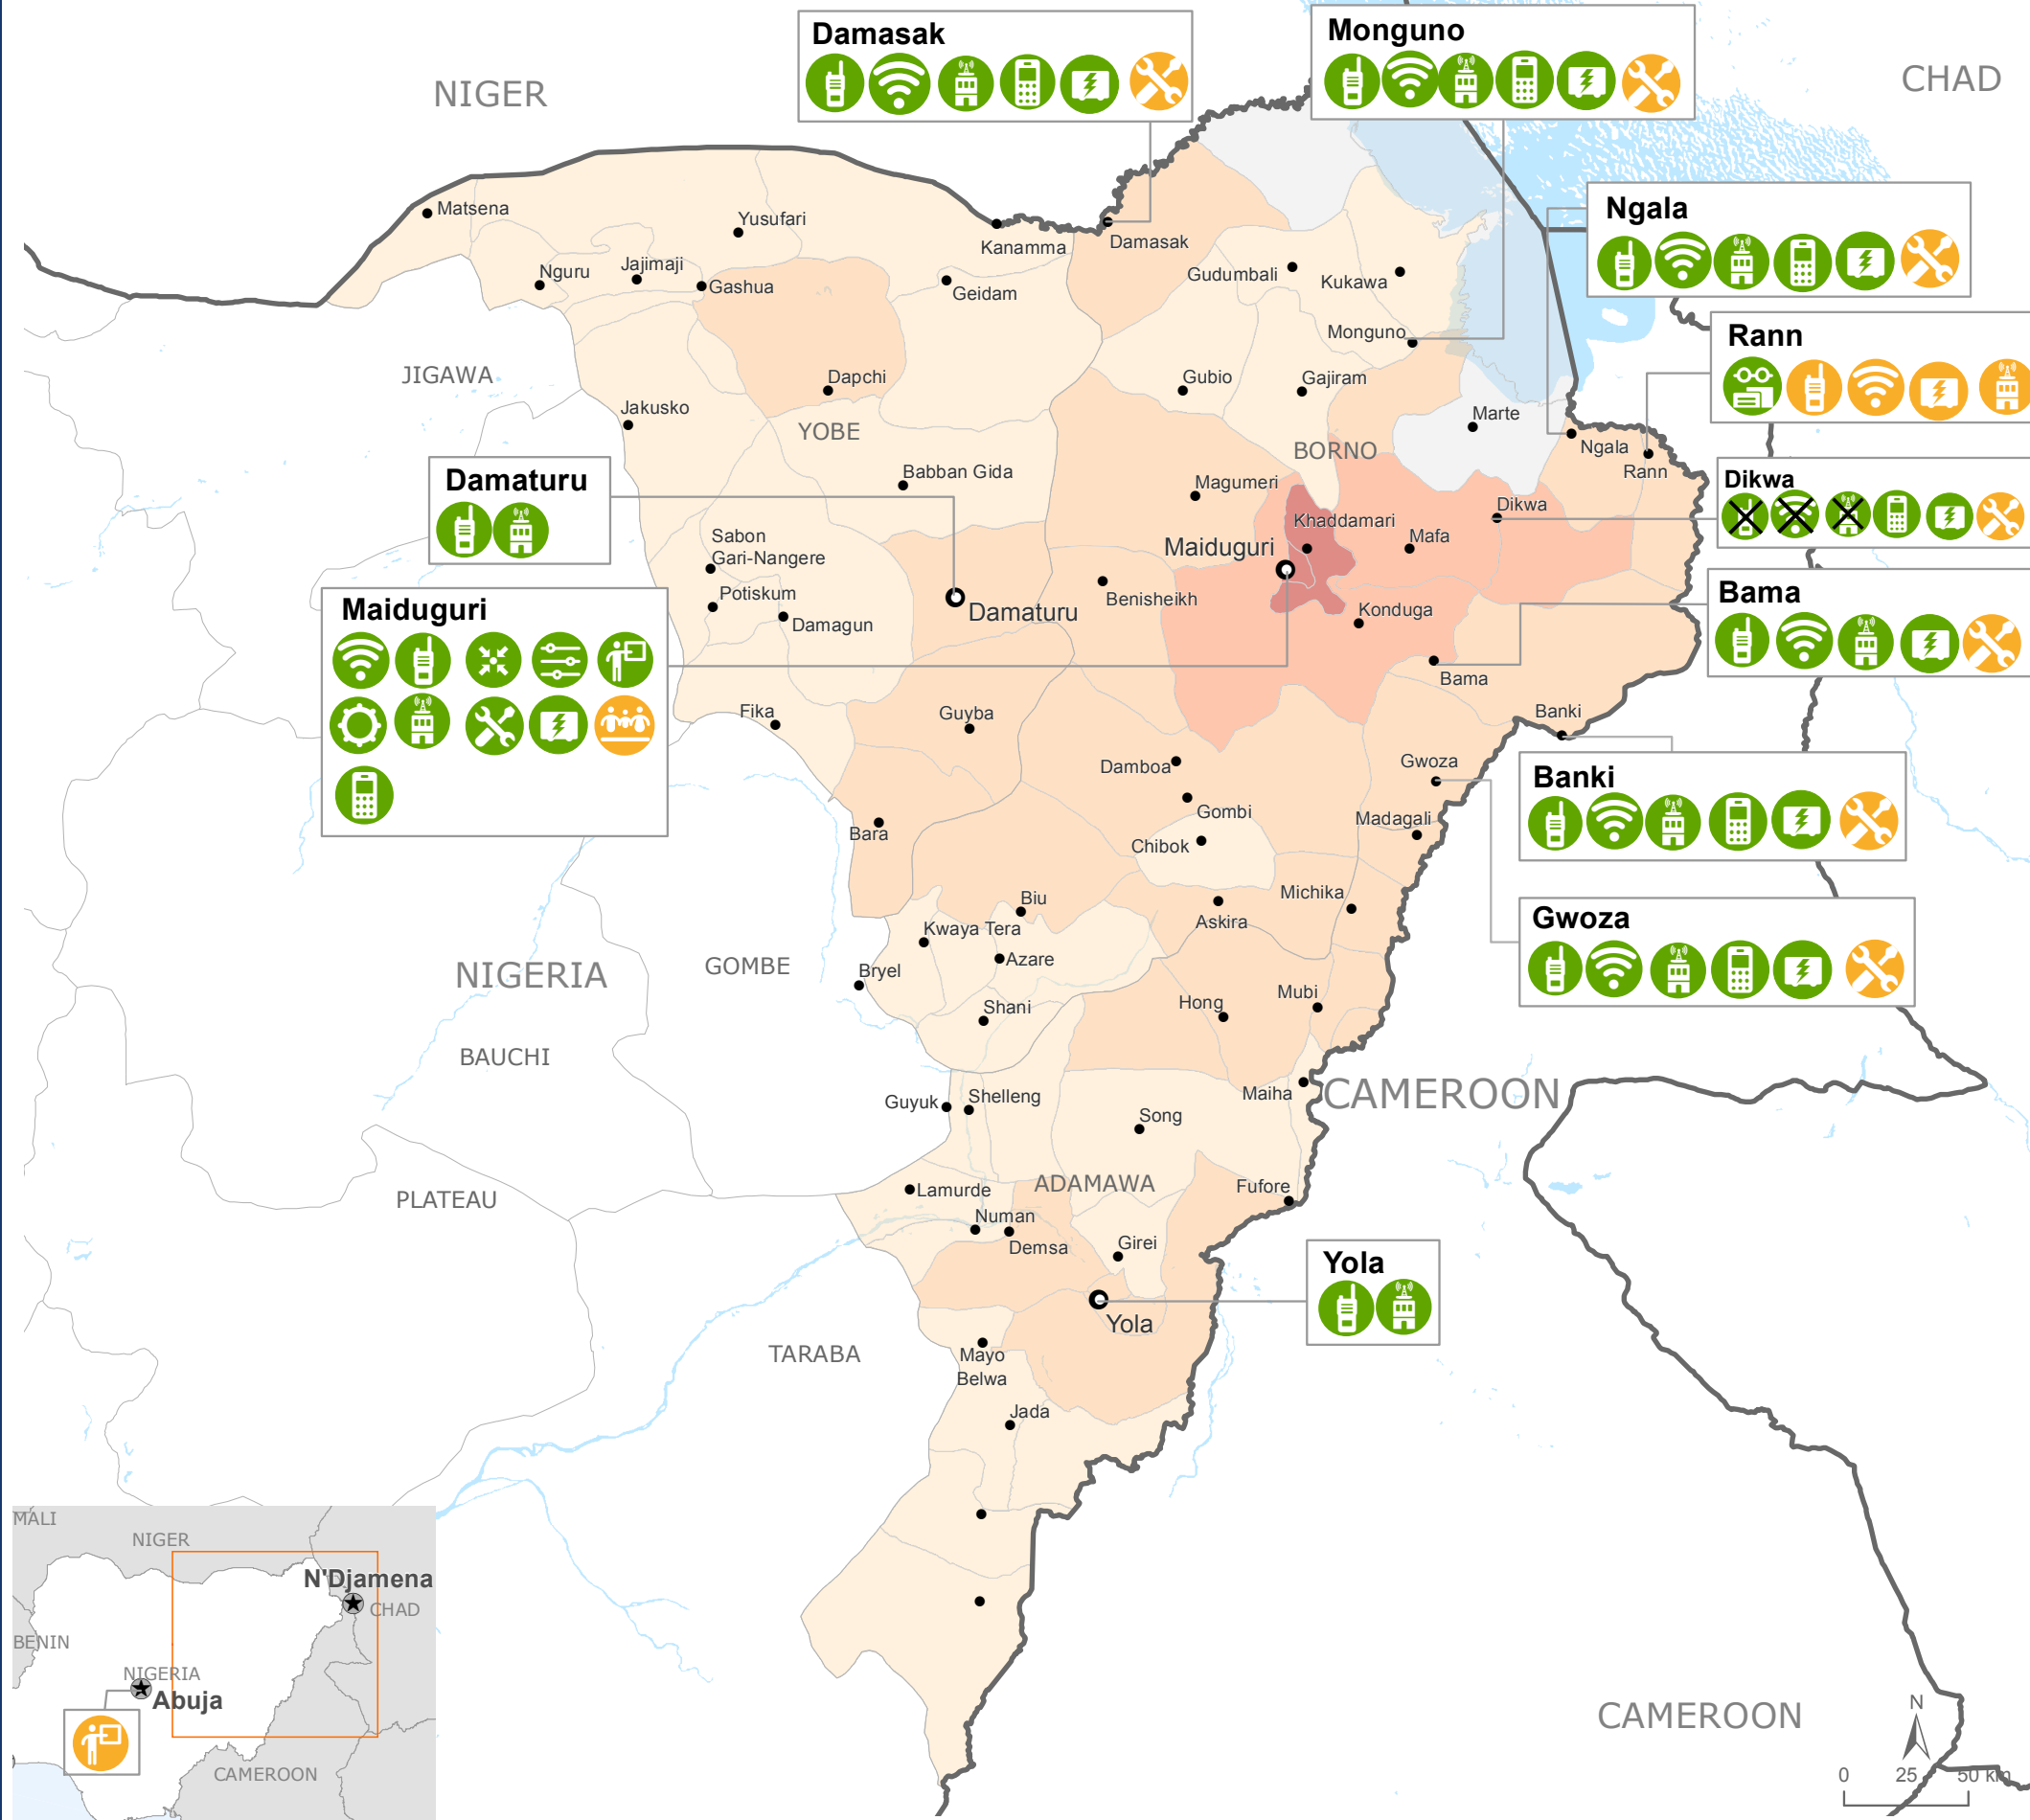 Damasak
Monguno
NIGER
CHAD
Ngala
Matsena
Yusufari
Kanamma
Damasak
Nguru
Jajimaji
Gashua
Geidam
Gudumbali
Kukawa
Monguno
Rann
JIGAWA
Dapchi
Gubio
Gajiram
Jakusko
YOBE
Marte
BORNO
Ngala
Rann
Damaturu
Babban Gida
Magumeri
Dikwa
Dikwa
Khaddamari
Mafa
Sabon
Gari-Nangere
Maiduguri
Potiskum
Damagun
Damaturu
Benisheikh
Konduga
Bama
Maiduguri
Bama
Fika
Guyba
Banki
Damboa
Gwoza
Banki
Gombi
Madagali
Bara
Chibok
Biu
Michika
Askira
Gwoza
Kwaya Tera
Azare
NIGERIA
GOMBE
Bryel
Shani
Hong
Mubi
BAUCHI
Guyuk
Shelleng
Maiha
CAMEROON
Song
PLATEAU
Lamurde
ADAMAWA
Fufore
Numan
Demsa
Girei
Yola
Yola
TARABA
Mayo
Belwa
Jada
MALI
NIGER
N'Djamena
CHAD
BENIN
NIGERIA
Abuja
CAMEROON
CAMEROON
N
0 25 50 km